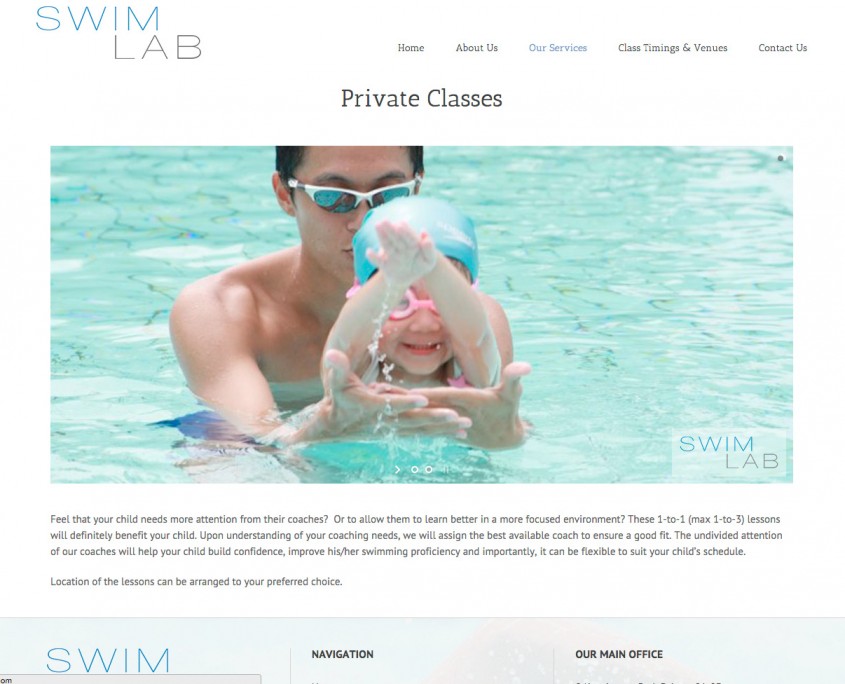 SWIM
LAB
Home About Us Our Services Class Timings & Venues Contact Us
Private Classes
SWIM
LAB
Feel that your child needs more attention from their coaches?  Or to allow them to learn better in a more focused environment? These 1-to-1 (max 1-to-3) lessons
will definitely benefit your child. Upon understanding of your coaching needs, we will assign the best available coach to ensure a good fit. The undivided attention
of our coaches will help your child build confidence, improve his/her swimming proficiency and importantly, it can be flexible to suit your child's schedule.
Location of the lessons can be arranged to your preferred choice.
SWIM
NAVIGATION
OUR MAIN OFFICE
om